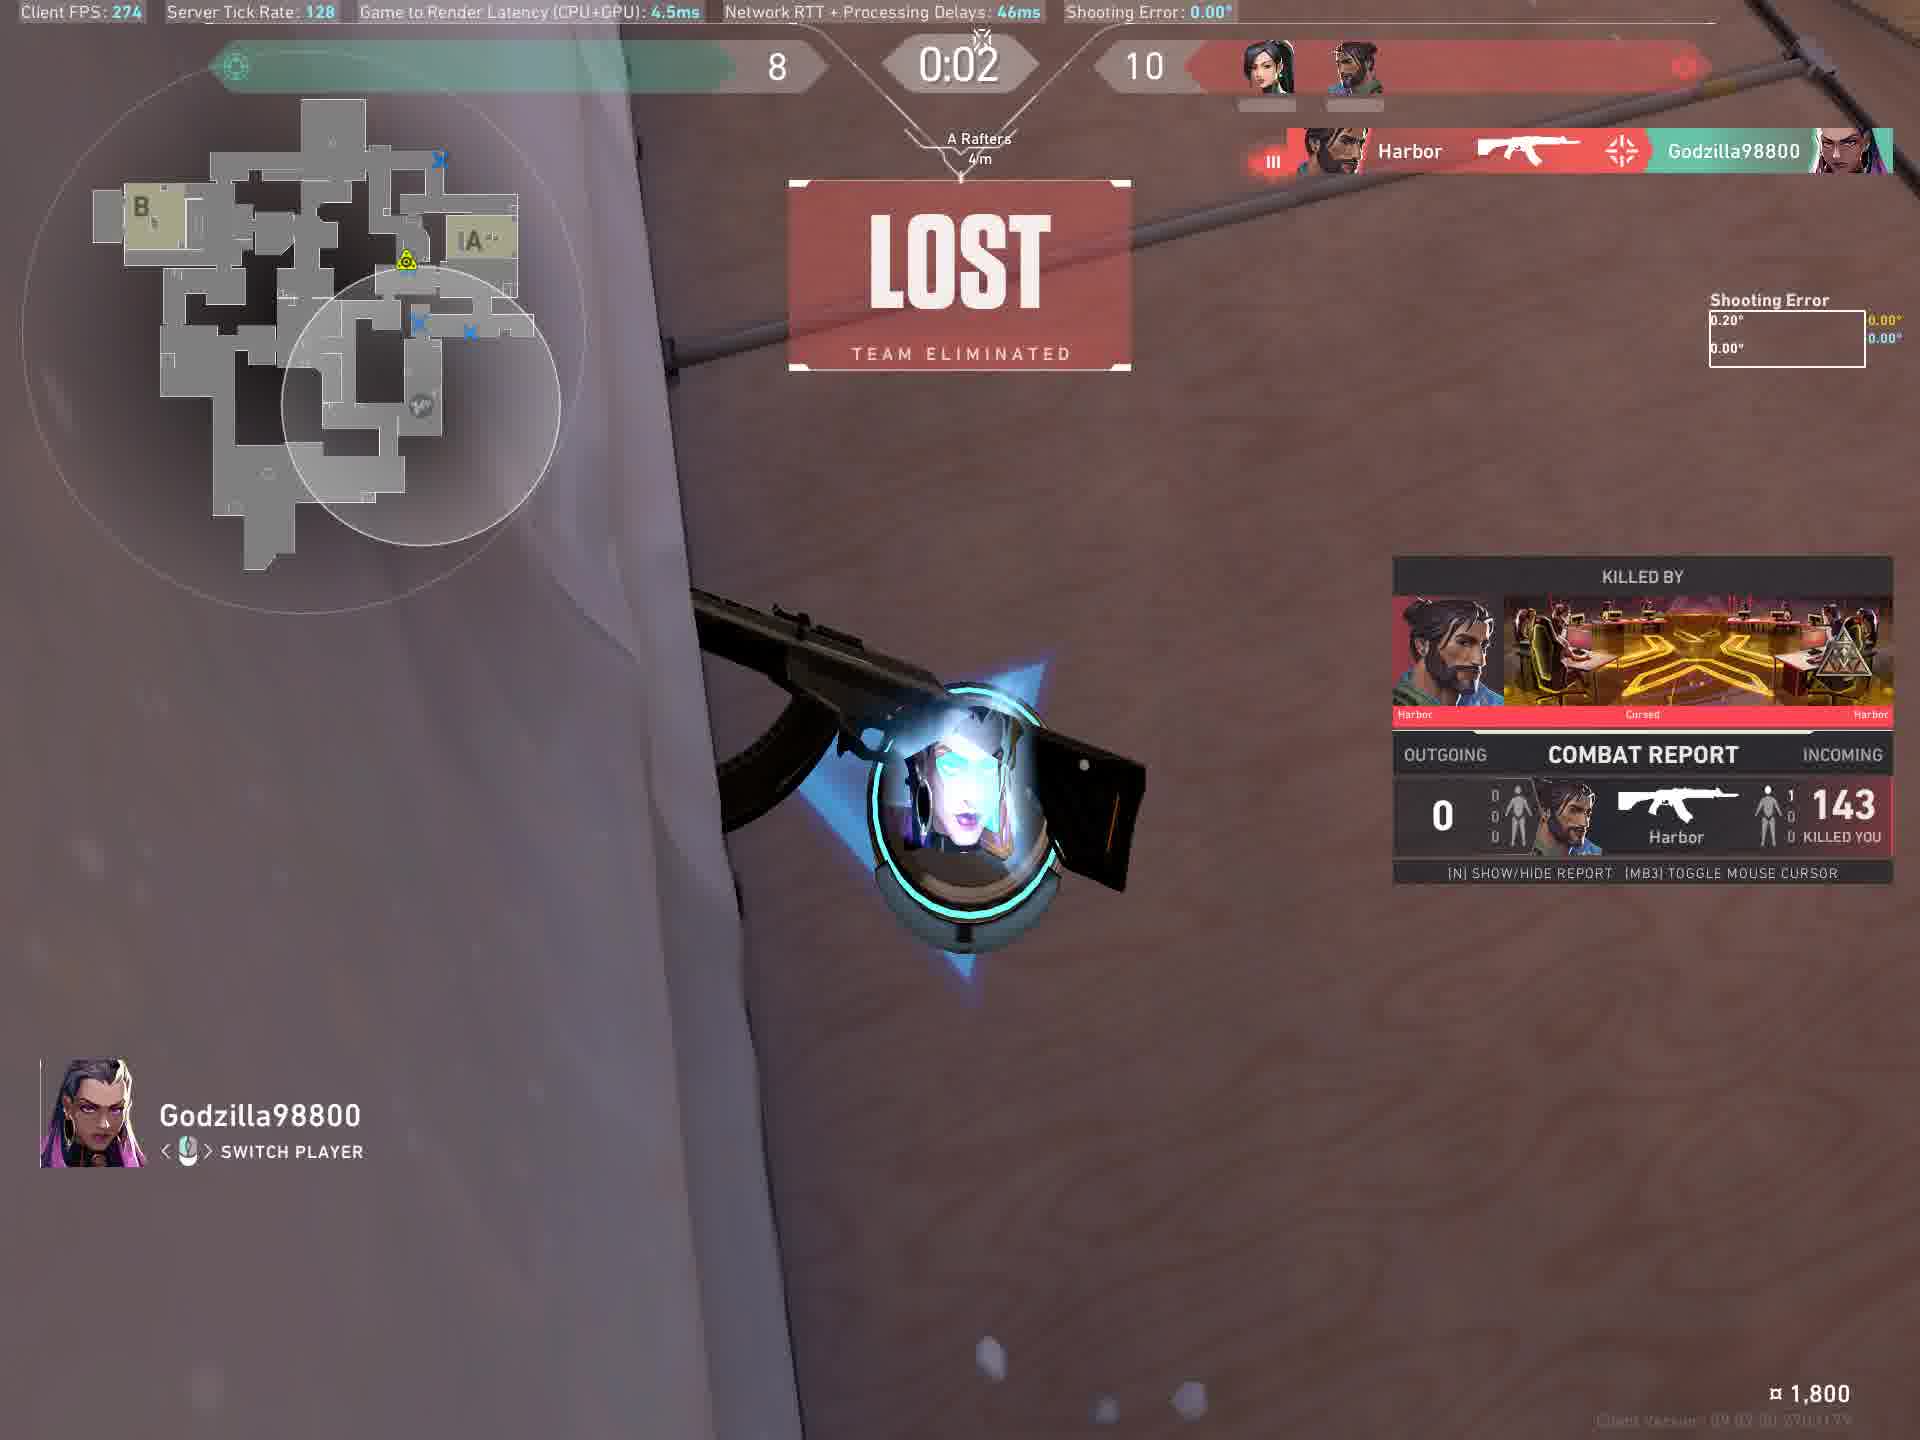 Client FPS: 274 Server Tick Rate: 128 Game to Render Latency (CPU+GPU): 4.5ms Network RTT + Processing Delays: 46ms Shooting Error: 0.00°
8 0:02 10
A Rafters
4 m
Harbor Godzilla98800
LOST
TEAM ELIMINATED
B
A
Shooting Error
0.20° 0.00°
0.00° 0.00°
KILLED BY
Harbor Cursed Harbor
OUTGOING COMBAT REPORT INCOMING
0 0 0 0 Harbor 1 0 0 143
KILLED YOU
[N] SHOW/HIDE REPORT [MB3] TOGGLE MOUSE CURSOR
Godzilla98800
< > SWITCH PLAYER
¤ 1,800